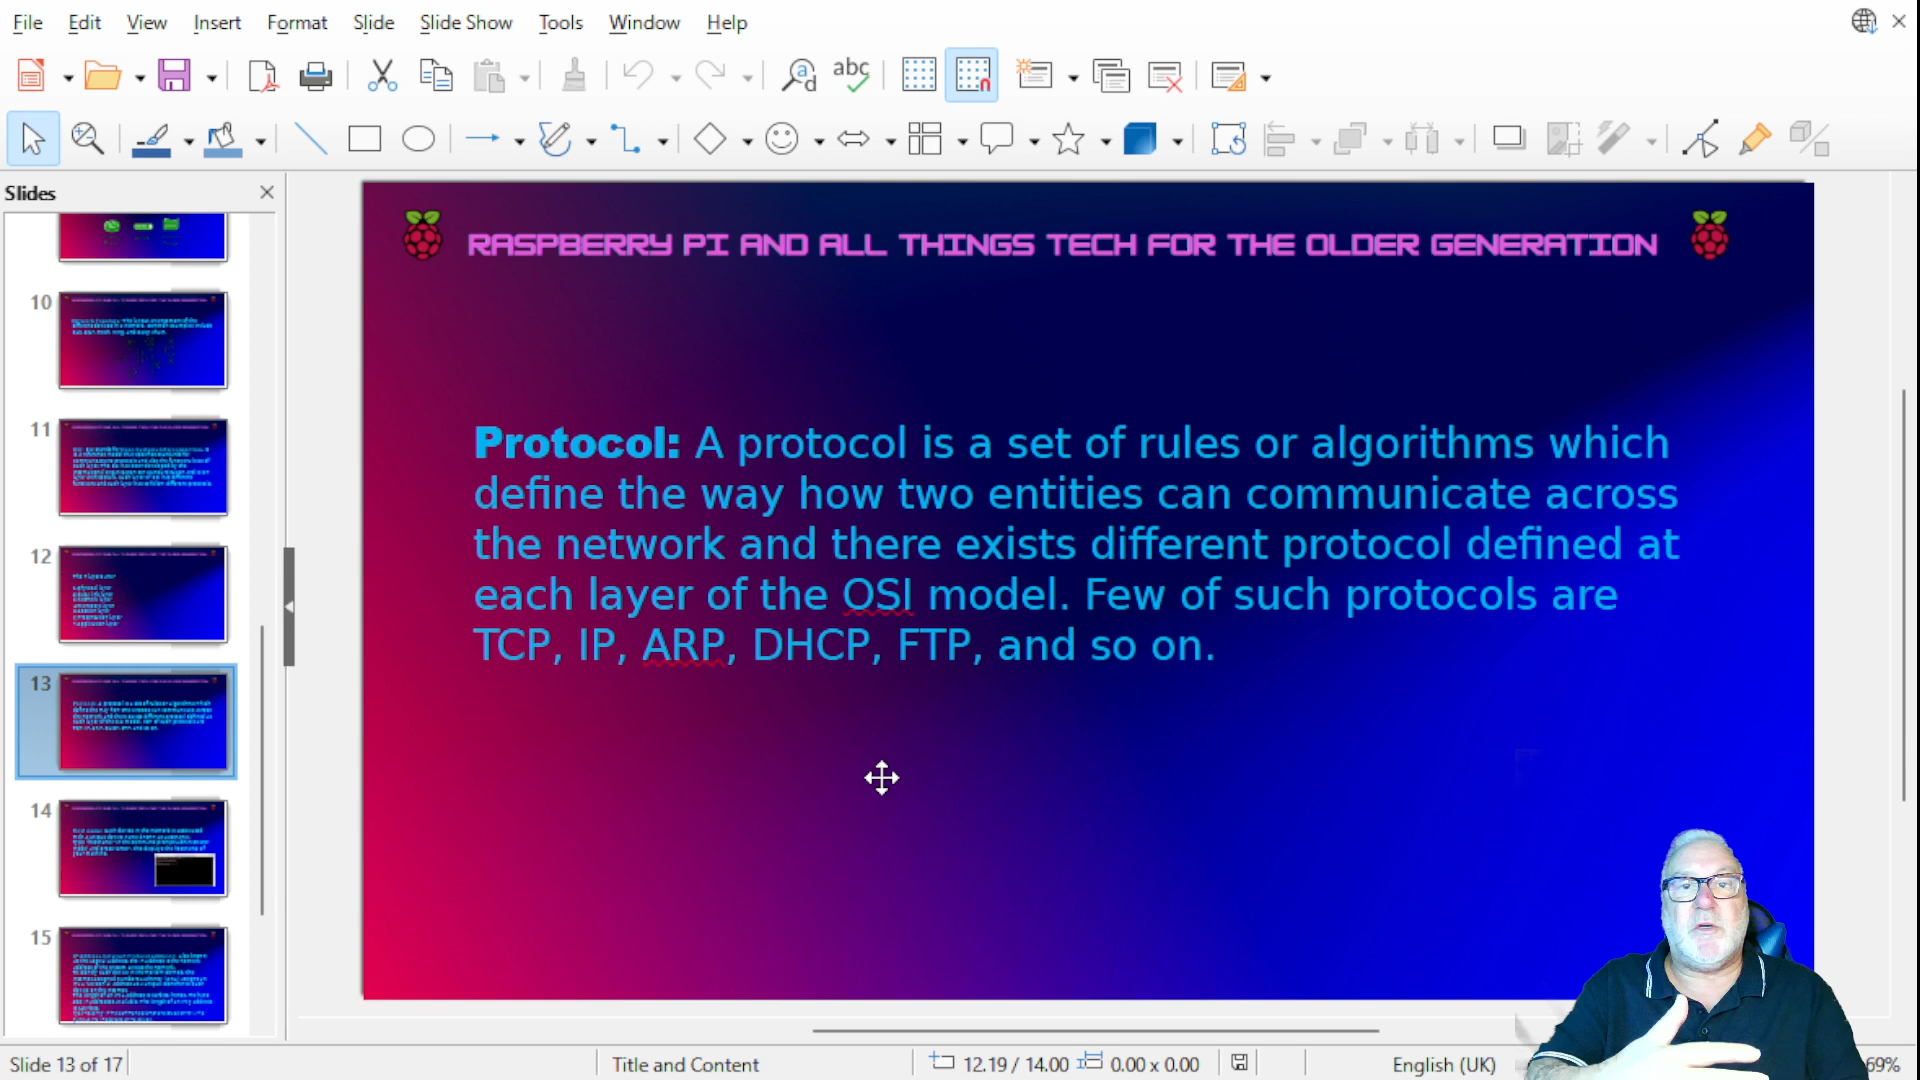 File Edit View Insert Format Slide Slide Show Tools Window Help
abc
Slides
RASPBERRY PI AND ALL THINGS TECH FOR THE OLDER GENERATION
Protocol: A protocol is a set of rules or algorithms which
define the way how two entities can communicate across
the network and there exists different protocol defined at
each layer of the OSI model. Few of such protocols are
TCP, IP, ARP, DHCP, FTP, and so on.
10
11
12
13
14
15
Slide 13 of 17
Title and Content
12.19 / 14.00
0.00 x 0.00
English (UK)
69%